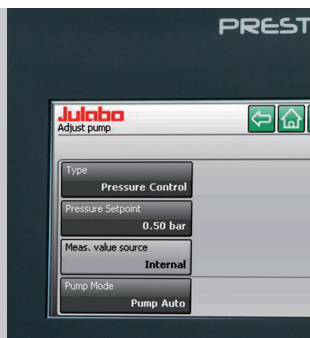 PREST
Julabo
Adjust pump
Type
Pressure Control
Pressure Setpoint
0.50 bar
Meas. value source
Internal
Pump Mode
Pump Auto